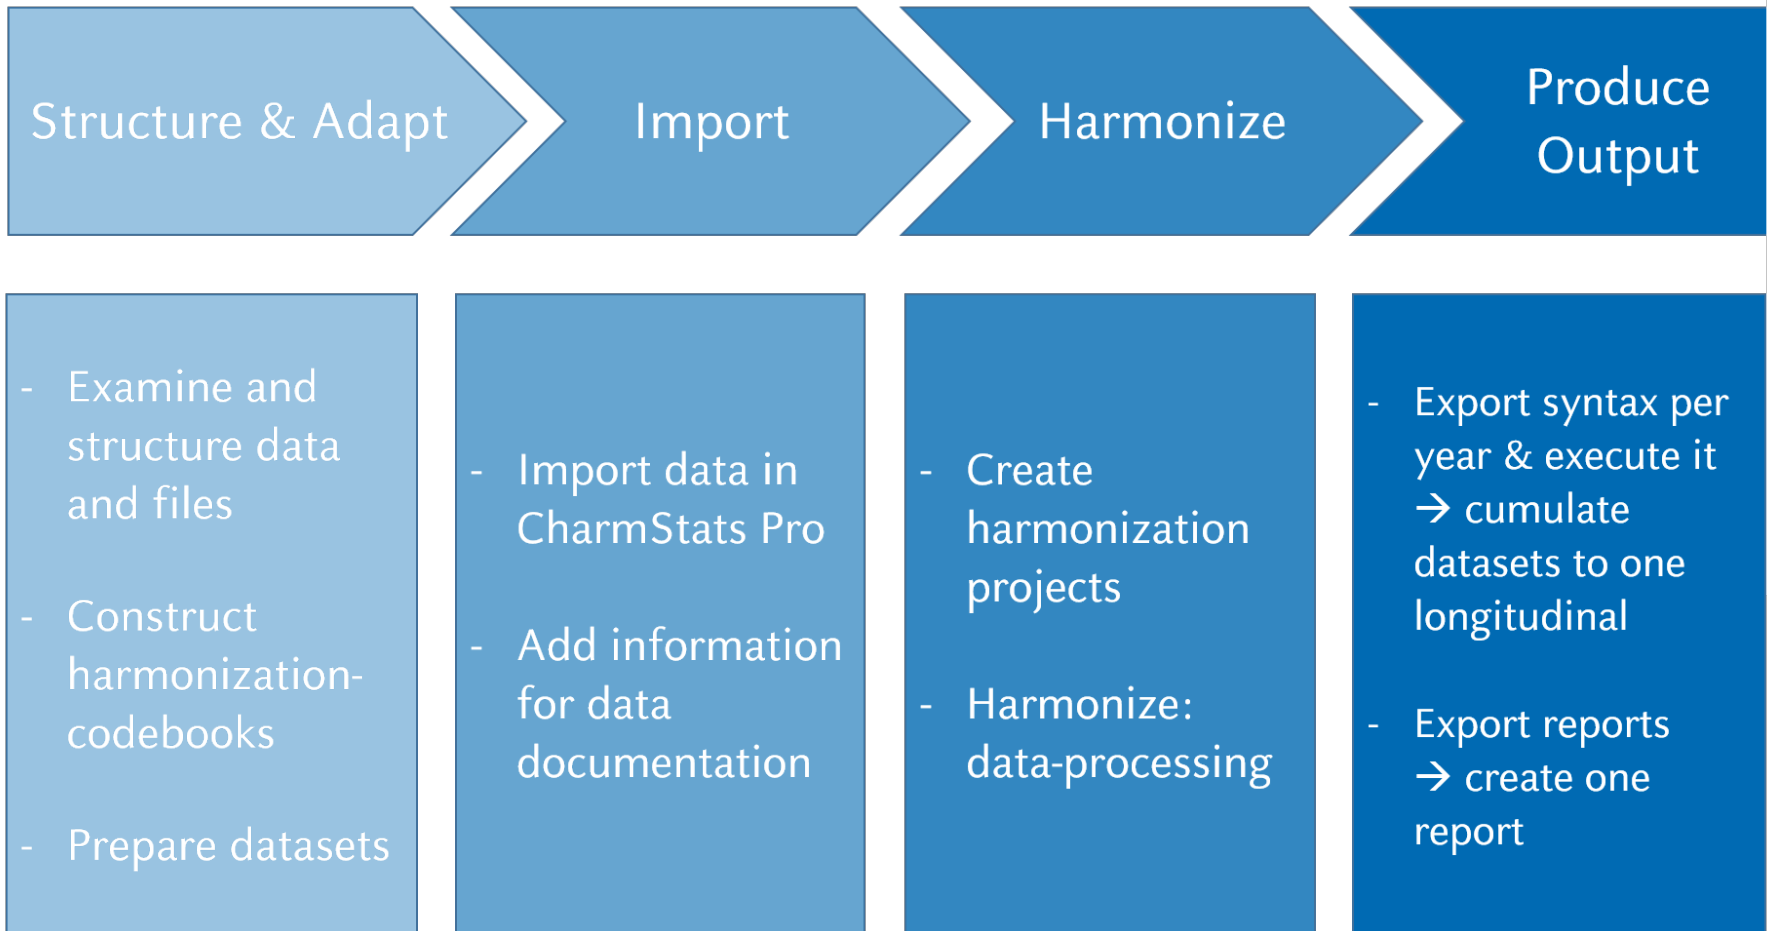 Structure & Adapt
Import
Harmonize
Produce
Output
- Examine and
structure data
and files
- Construct
harmonization-
codebooks
- Prepare datasets
- Import data in
CharmStats Pro
- Add information
for data
documentation
- Create
harmonization
projects
- Harmonize:
data-processing
- Export syntax per
year & execute it
→ cumulate
datasets to one
longitudinal
- Export reports
→ create one
report